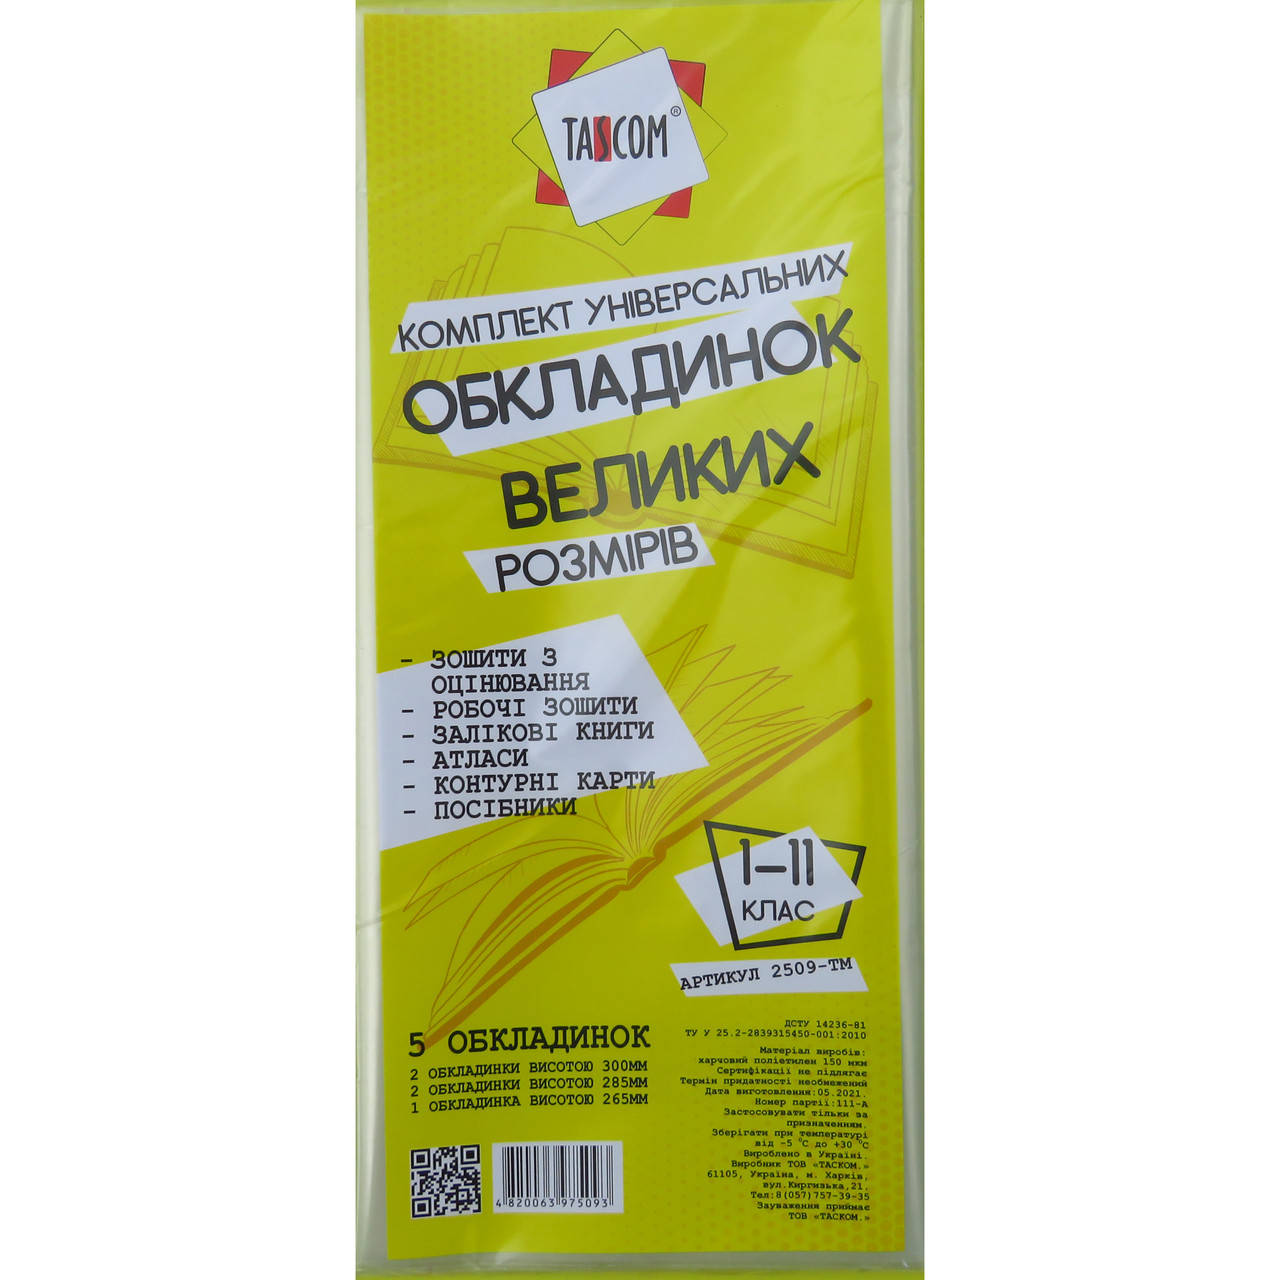 TASCOM®
КОМПЛЕКТ УНІВЕРСАЛЬНИХ
ОБКЛАДИНОК
ВЕЛИКИХ
РОЗМІРІВ
- ЗОШИТИ З
ОЦІНЮВАННЯ
- РОБОЧІ ЗОШИТИ
- ЗАЛІКОВІ КНИГИ
- АТЛАСИ
- КОНТУРНІ КАРТИ
- ПОСІБНИКИ
1-11
КЛАС
АРТИКУЛ 2509-ТМ
5 ОБКЛАДИНОК
2 ОБКЛАДИНКИ ВИСОТОЮ 300ММ
2 ОБКЛАДИНКИ ВИСОТОЮ 285ММ
1 ОБКЛАДИНКА ВИСОТОЮ 265ММ
ДСТУ 14236-81
ТУ У 25.2-2839315450-001:2010
Матеріал виробів:
харчовий поліетилен 150 мкм
Сертифікації не підлягає
Термін придатності необмежений
Дата виготовлення:05.2021.
Номер партії:111-А
Застосовувати тільки за
призначенням.
Зберігати при температурі
від -5 °С до +30 °С
Вироблено в Україні.
Виробник ТОВ «ТАСКОМ.»
61105, Україна, м. Харків,
вул.Киргизька,21,
Тел:8(057)757-39-35
Зауваження приймає
ТОВ «ТАСКОМ.»
4 820063 975093